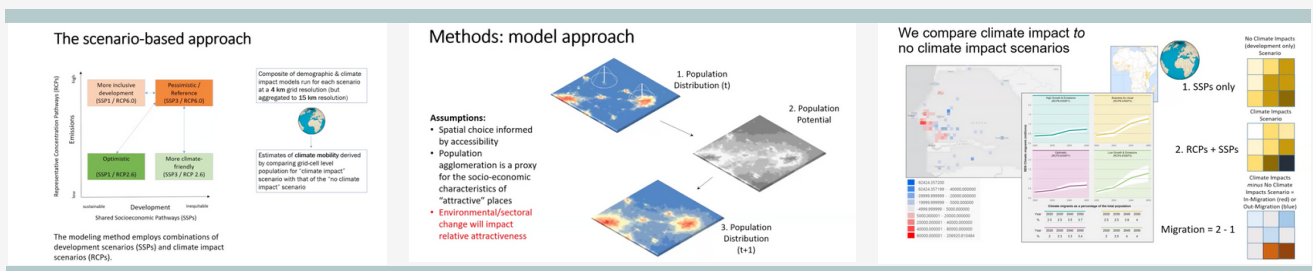 The scenario-based approach
Representative Concentration Pathways (RCPs)
Emissions
high
low
More inclusive
development
(SSP1 / RCP6.0)
Pessimistic /
Reference
(SSP3 / RCP6.0)
Optimistic
(SSP1 / RCP2.6)
More climate-
friendly
(SSP3 / RCP 2.6)
sustainable
Development
inequitable
Shared Socioeconomic Pathways (SSPs)
Composite of demographic & climate
impact models run for each scenario
at a 4 km grid resolution (but
aggregated to 15 km resolution)
Estimates of climate mobility derived
by comparing grid-cell level
population for "climate impact"
scenario with that of the "no climate
impact" scenario
The modeling method employs combinations of
development scenarios (SSPs) and climate impact
scenarios (RCPs).
Methods: model approach
Assumptions:
• Spatial choice informed
by accessibility
• Population
agglomeration is a proxy
for the socio-economic
characteristics of
"attractive" places
• Environmental/sectoral
change will impact
relative attractiveness
1. Population
Distribution (t)
2. Population
Potential
3. Population
Distribution
(t+1)
We compare climate impact to
no climate impact scenarios
1. SSPs only
2. RCPs + SSPs
Migration = 2 - 1
No Climate Impacts
(development only)
Scenario
Climate Impacts
Scenario
Climate Impacts
minus No Climate
Impacts Scenario =
In-Migration (red) or
Out-Migration (blue)
Climate migrants as a percentage of the total population